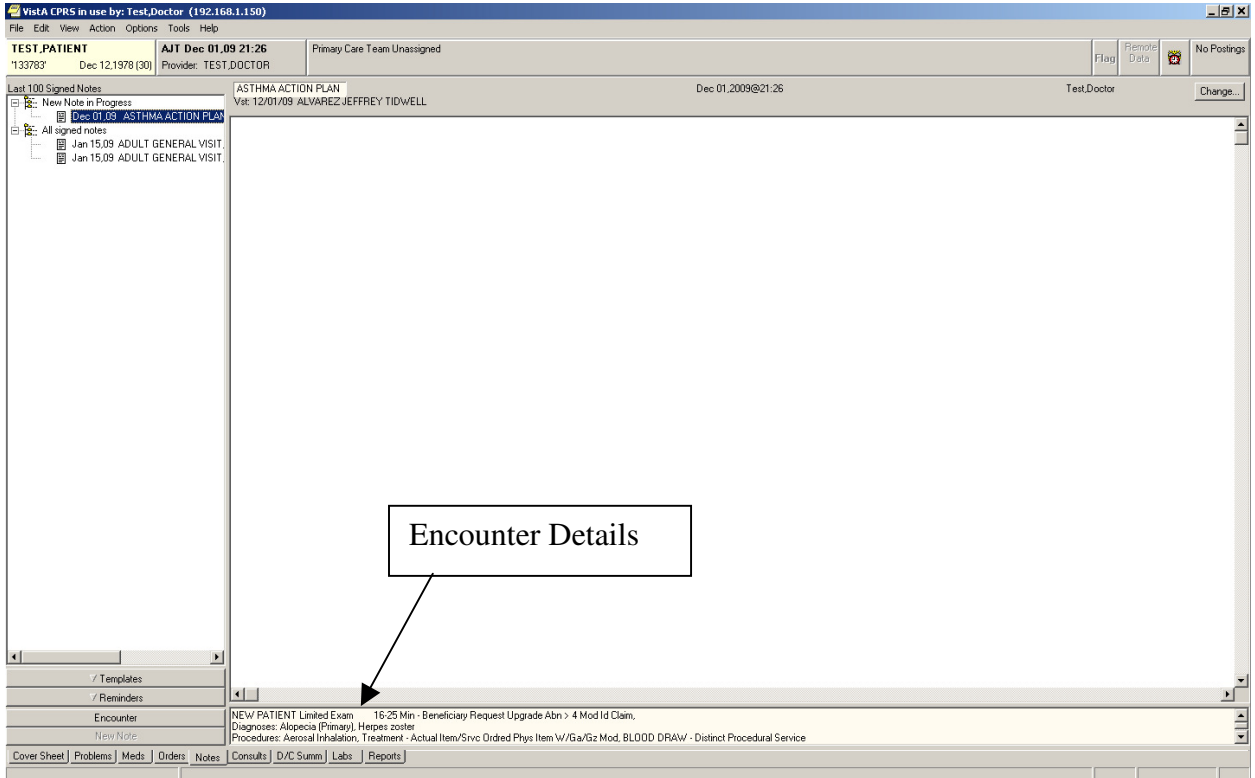 VistA CPRS in use by: Test,Doctor (192.168.1.150)
File Edit View Action Options Tools Help
TEST,PATIENT
'133783' Dec 12,1978 (30)
AJT Dec 01,09 21:26
Provider: TEST,DOCTOR
Primary Care Team Unassigned
Flag
Remote
Data
No Postings
Last 100 Signed Notes
New Note in Progress
Dec 01,09 ASTHMA ACTION PLAN
All signed notes
Jan 15,09 ADULT GENERAL VISIT,
Jan 15,09 ADULT GENERAL VISIT,
ASTHMA ACTION PLAN
Dec 01,2009@21:26
Test,Doctor
Change...
Vst: 12/01/09 ALVAREZ JEFFREY TIDWELL
Encounter Details
Templates
Reminders
Encounter
New Note
NEW PATIENT Limited Exam 16-25 Min - Beneficiary Request Upgrade Abn > 4 Mod Id Claim,
Diagnoses: Alopecia (Primary), Herpes zoster
Procedures: Aerosal Inhalation, Treatment - Actual Item/Srvc Ordred Phys Item W/Ga/Gz Mod, BLOOD DRAW - Distinct Procedural Service
Cover Sheet Problems Meds Orders Notes Consults D/C Summ Labs Reports